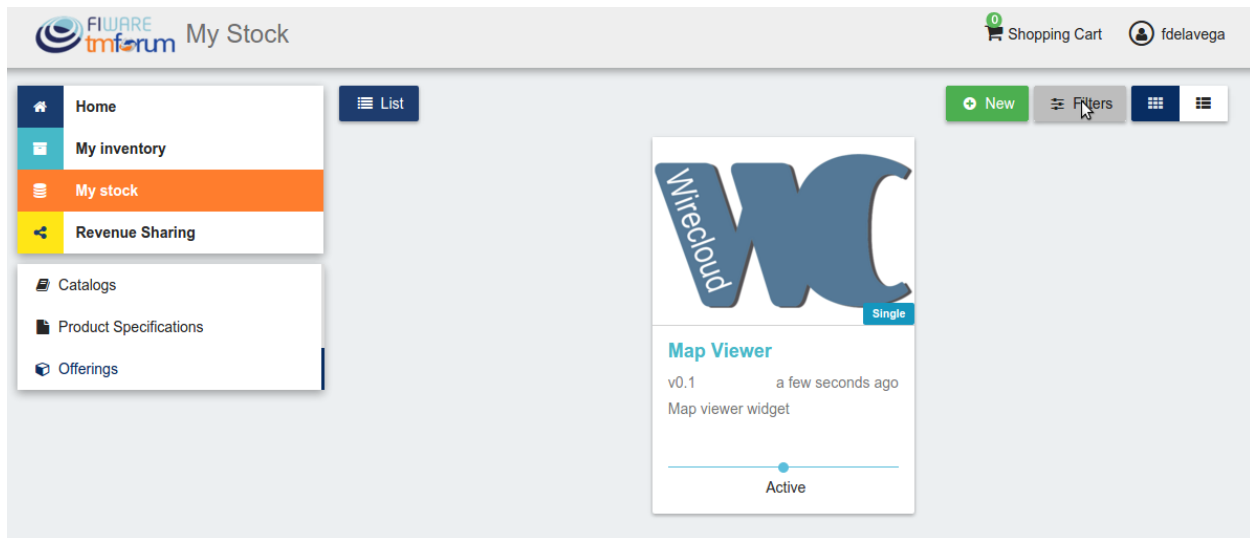 FIWARE
tmforum
My Stock
0
Shopping Cart
fdelavega
Home
My inventory
My stock
Revenue Sharing
Catalogs
Product Specifications
Offerings
List
New
Filters
Wirecloud
WC
Single
Map Viewer
v0.1 a few seconds ago
Map viewer widget
Active